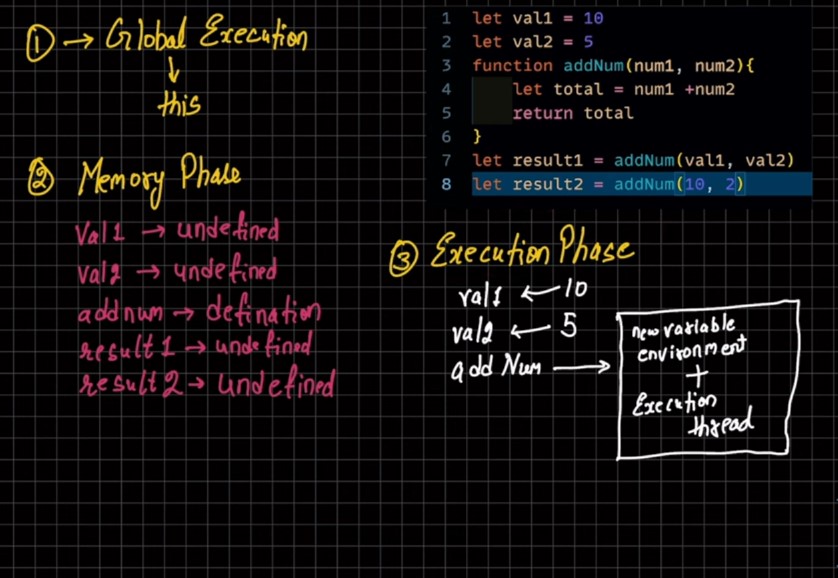 ① → Global Execution
↓
this
② Memory Phase
Val1 → undefined
val2 → undefined
addnum → defination
result1 → undefined
result2 → undefined
1 let val1 = 10
2 let val2 = 5
3 function addNum(num1, num2){
4 let total = num1 +num2
5 return total
6 }
7 let result1 = addNum(val1, val2)
8 let result2 = addNum(10, 2)
③ Execution Phase
val1 ← 10
val2 ← 5
add Num →
new variable
environment
+
Execution
thread